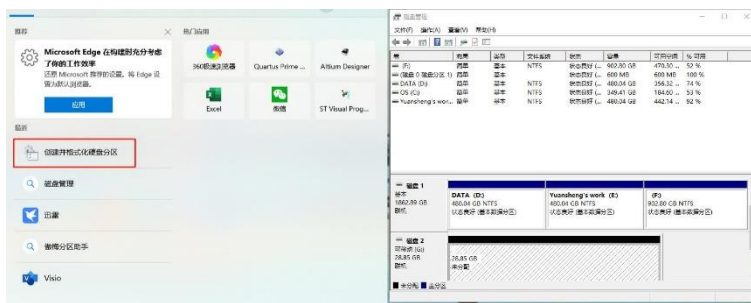 推荐
Microsoft Edge 在构建时充分考虑
了你的工作效率
还原 Microsoft 推荐的设置。将 Edge 设
置为默认浏览器。
应用
热门应用
360极速浏览器
Quartus Prime ...
Altium Designer
Excel
微信
ST Visual Prog...
最近
创建并格式化硬盘分区
磁盘管理
迅雷
傲梅分区助手
Visio
磁盘管理
文件(F) 操作(A) 查看(V) 帮助(H)
卷 布局 类型 文件系统 状态 容量 可用空间 % 可用
(F:) 简单 基本 NTFS 状态良好 (... 902.80 GB 470.30 ... 52 %
(磁盘 0 磁盘分区 1) 简单 基本 状态良好 (... 600 MB 600 MB 100 %
DATA (D:) 简单 基本 NTFS 状态良好 (... 480.04 GB 356.32 ... 74 %
OS (C:) 简单 基本 NTFS 状态良好 (... 349.41 GB 184.60 ... 53 %
Yuansheng's wor... 简单 基本 NTFS 状态良好 (... 480.04 GB 442.14 ... 92 %
磁盘 1
基本
1862.89 GB
联机
DATA (D:)
480.04 GB NTFS
状态良好 (基本数据分区)
Yuansheng's work (E:)
480.04 GB NTFS
状态良好 (基本数据分区)
(F:)
902.80 GB NTFS
状态良好 (基本数据分区)
磁盘 2
可移动 (G:)
28.85 GB
联机
28.85 GB
未分配
未分配 主分区